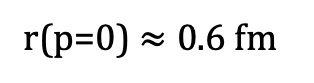 r(p=0) ≈ 0.6 fm